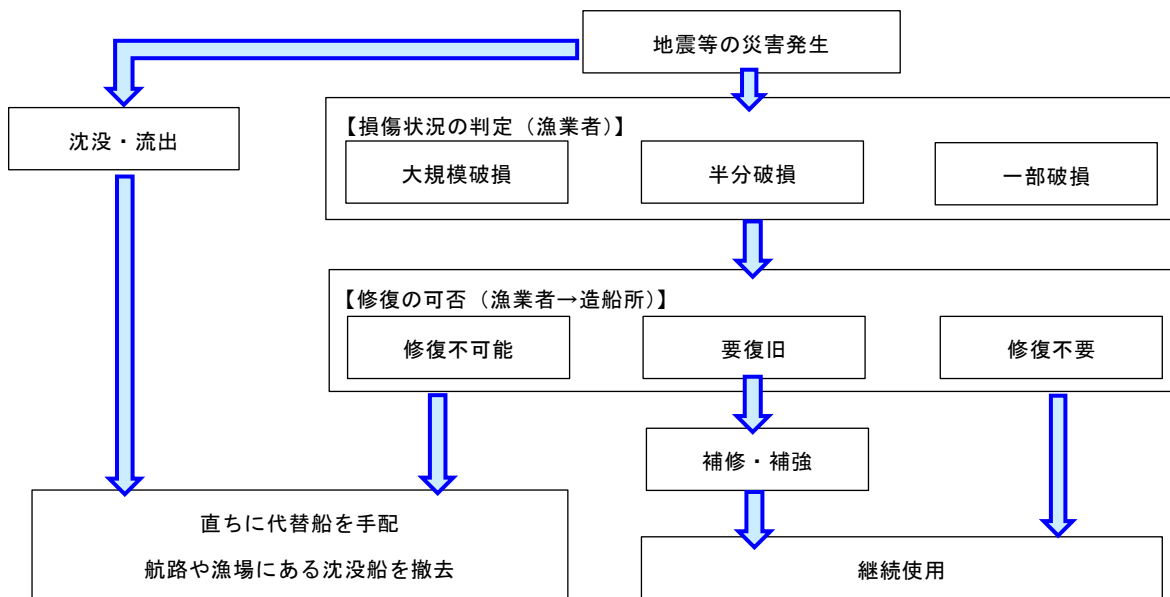 地震等の災害発生
沈没・流出
【損傷状況の判定（漁業者）】
大規模破損
半分破損
一部破損
【修復の可否（漁業者→造船所）】
修復不可能
要復旧
修復不要
補修・補強
直ちに代替船を手配
航路や漁場にある沈没船を撤去
継続使用